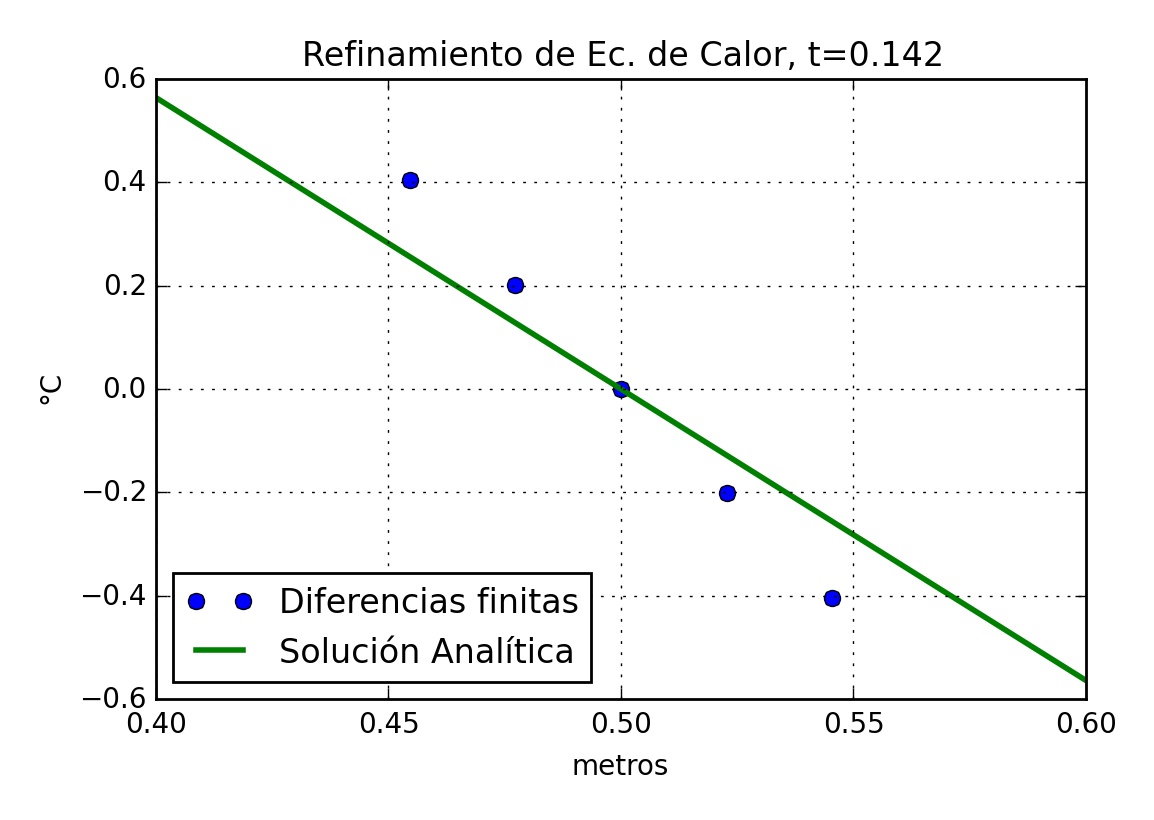 Refinamiento de Ec. de Calor, t=0.142
0.6
0.4
0.2
0.0
−0.2
−0.4
−0.6
°C
Diferencias finitas
Solución Analítica
0.40 0.45 0.50 0.55 0.60
metros